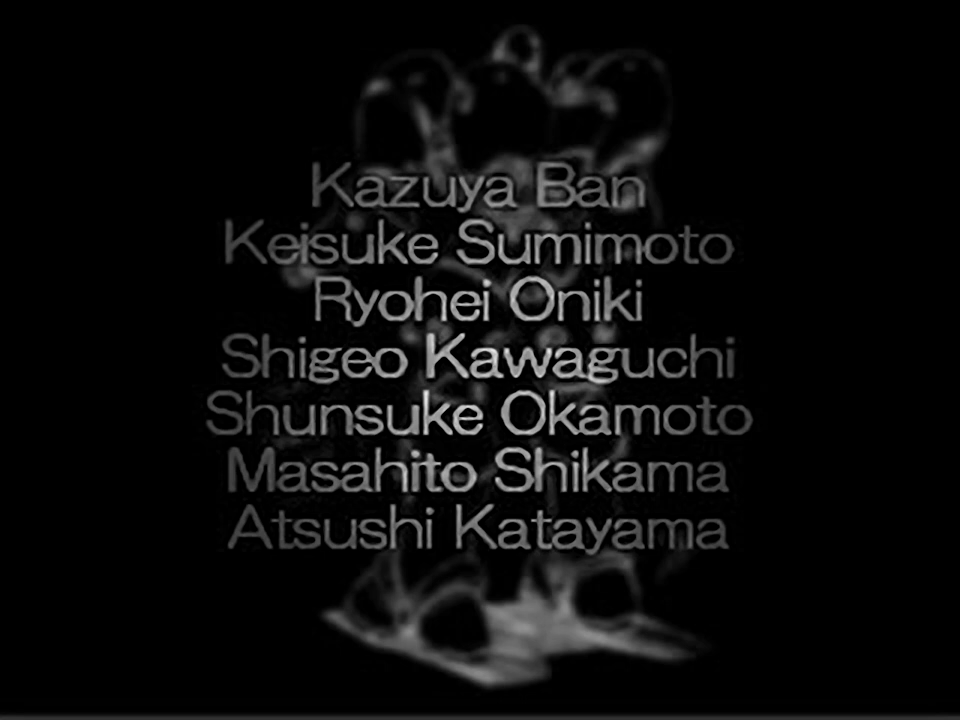 Kazuya Ban
Keisuke Sumimoto
Ryohei Oniki
Shigeo Kawaguchi
Shunsuke Okamoto
Masahito Shikama
Atsushi Katayama